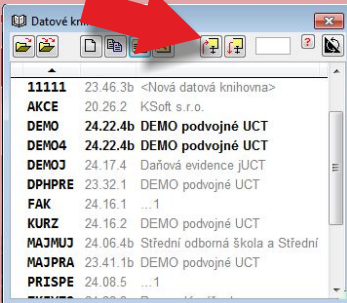 Datové kn
11111 23.46.3b <Nová datová knihovna>
AKCE 20.26.2 KSoft s.r.o.
DEMO 24.22.4b DEMO podvojné UCT
DEMO4 24.22.4b DEMO podvojné UCT
DEMOJ 24.17.4 Daňová evidence jUCT
DPHPRE 23.32.1 DEMO podvojné UCT
FAK 24.16.1 ...1
KURZ 24.16.2 DEMO podvojné UCT
MAJMUJ 24.06.4b Střední odborná škola a Střední
MAJPRA 23.41.1b DEMO podvojné UCT
PRISPE 24.08.5 ...1